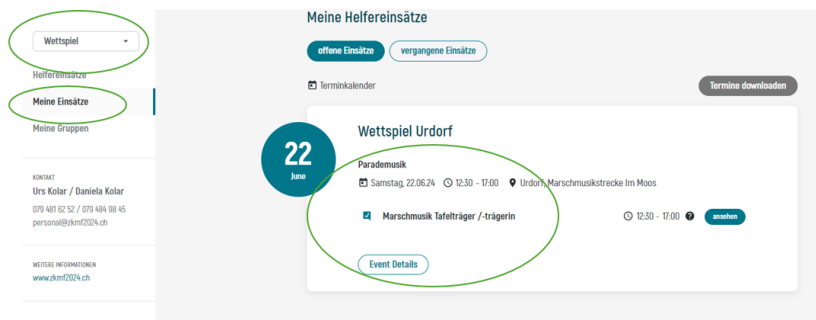 Wettspiel
Helfereinsätze
Meine Einsätze
Meine Gruppen
KONTAKT
Urs Kolar / Daniela Kolar
079 481 62 52 / 079 484 98 45
personal@zkmf2024.ch
WEITERE INFORMATIONEN
www.zkmf2024.ch
Meine Helfereinsätze
offene Einsätze
vergangene Einsätze
Terminkalender
Termine downloaden
22
June
Wettspiel Urdorf
Parademusik
Samstag, 22.06.24 12:30 - 17:00 Urdorf, Marschmusikstrecke Im Moos
Marschmusik Tafelträger /-trägerin 12:30 - 17:00 ? ansehen
Event Details